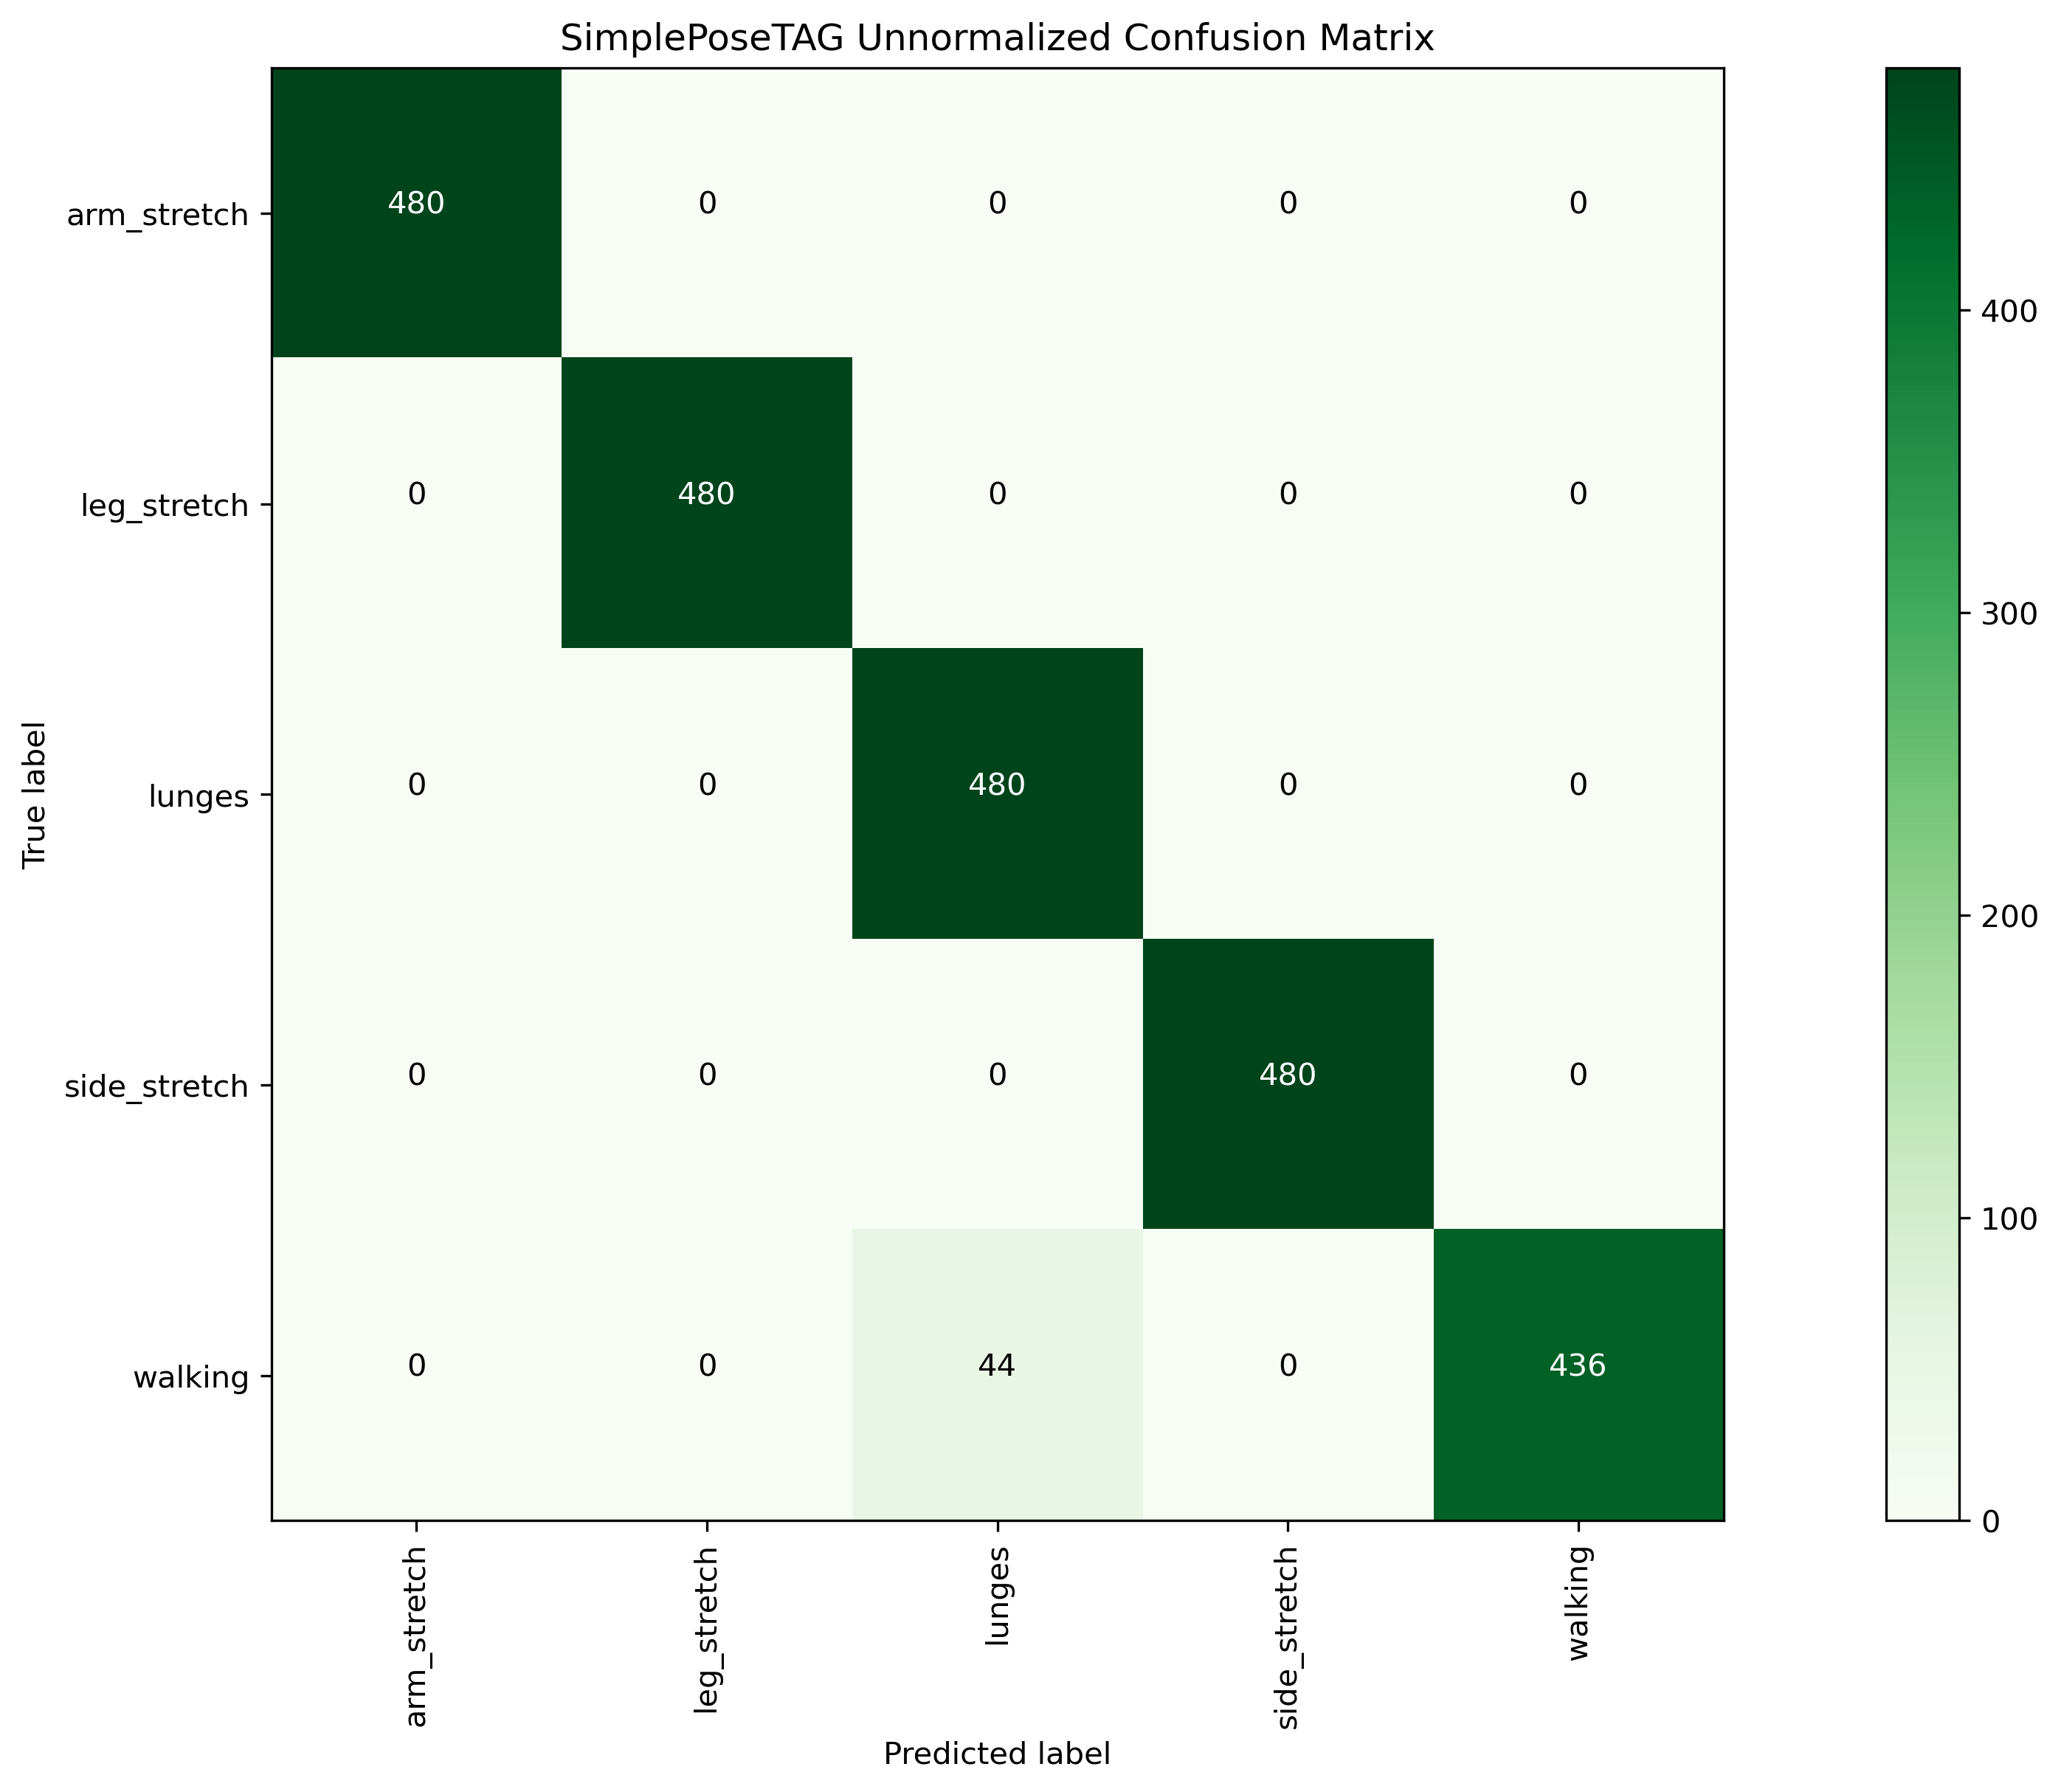 SimplePoseTAG Unnormalized Confusion Matrix
True label
arm_stretch 480 0 0 0 0
leg_stretch 0 480 0 0 0
lunges 0 0 480 0 0
side_stretch 0 0 0 480 0
walking 0 0 44 0 436
arm_stretch leg_stretch lunges side_stretch walking
Predicted label
400
300
200
100
0